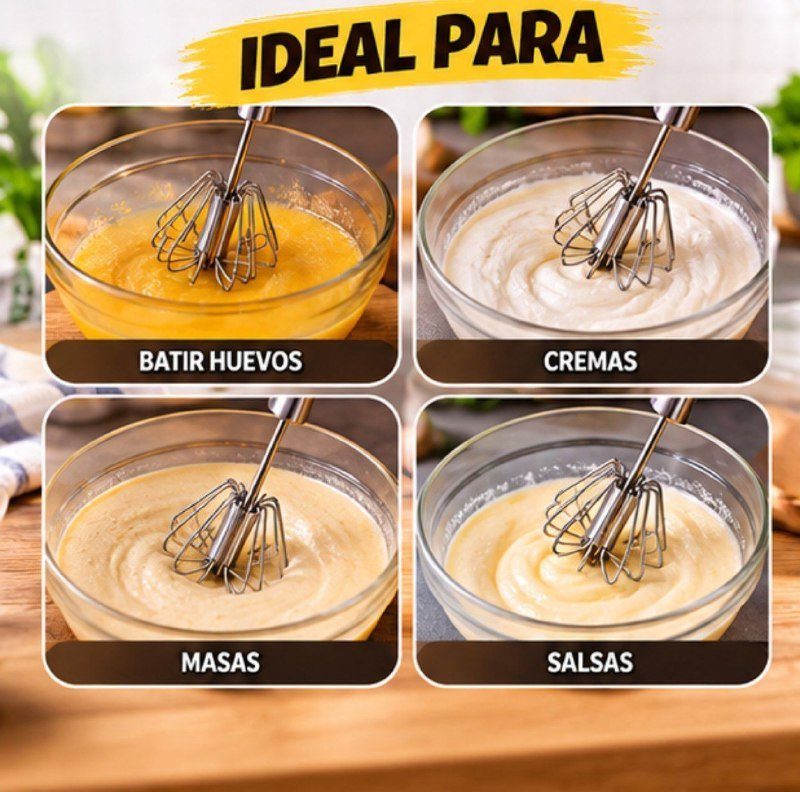 IDEAL PARA
BATIR HUEVOS
CREMAS
MASAS
SALSAS